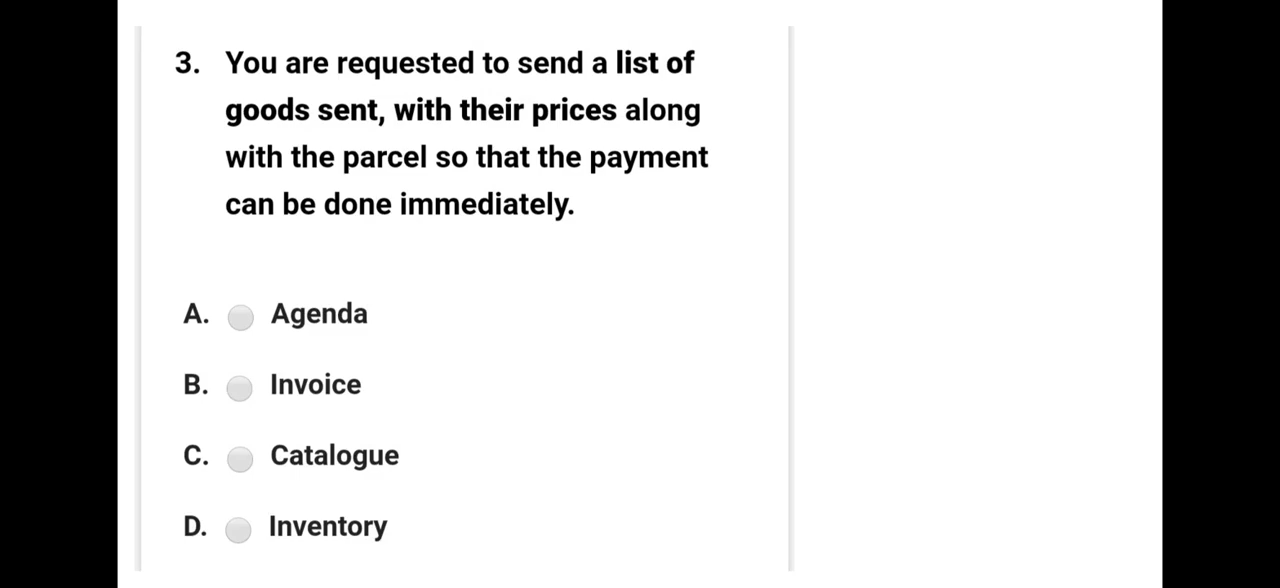 3. You are requested to send a list of
goods sent, with their prices along
with the parcel so that the payment
can be done immediately.
A. Agenda
B. Invoice
C. Catalogue
D. Inventory